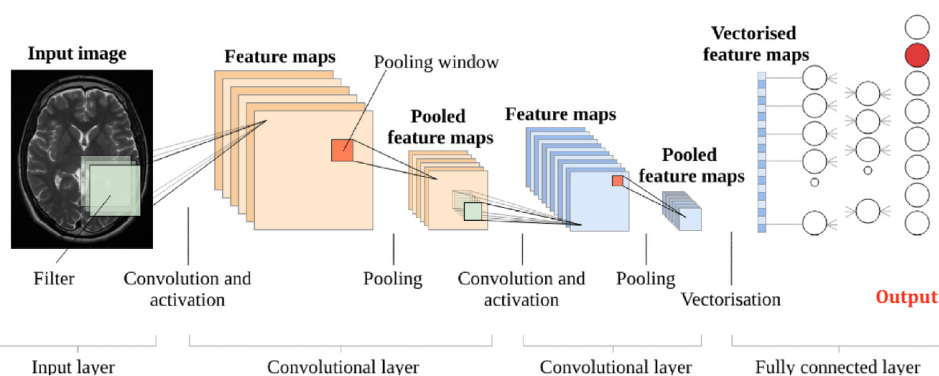 Input image
Feature maps
Pooling window
Pooled
feature maps
Feature maps
Pooled
feature maps
Vectorised
feature maps
Filter
Convolution and
activation
Pooling
Convolution and
activation
Pooling
Vectorisation
Output
Input layer
Convolutional layer
Convolutional layer
Fully connected layer